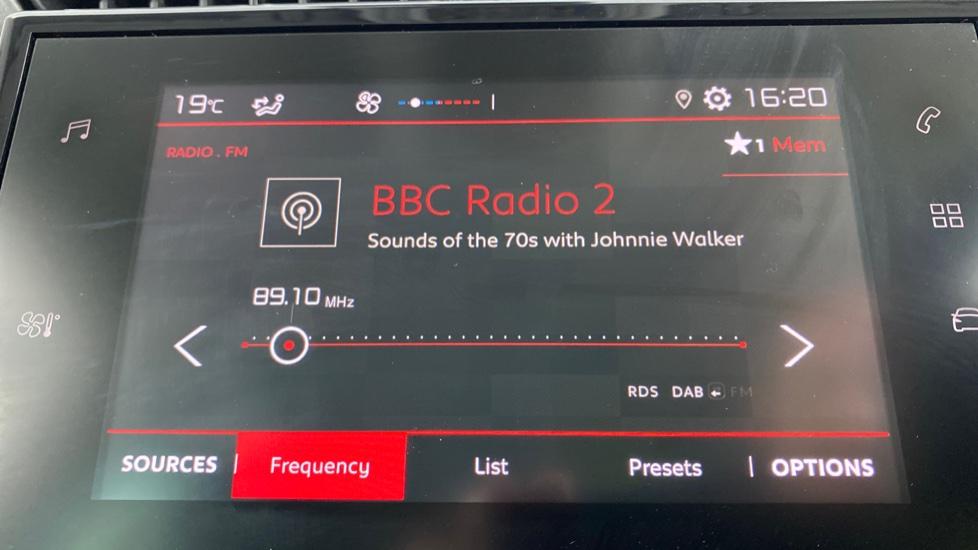 19°C 16:20
RADIO . FM
1 Mem
BBC Radio 2
Sounds of the 70s with Johnnie Walker
89.10 MHz
RDS DAB FM
SOURCES Frequency List Presets OPTIONS